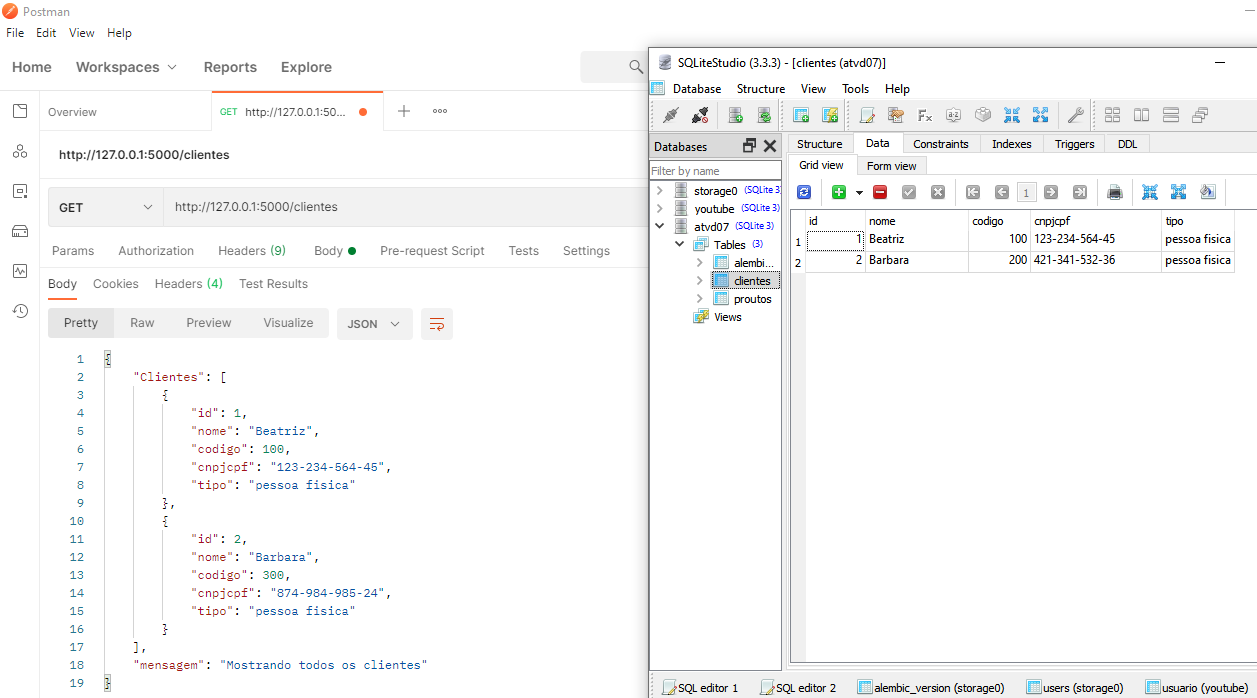 Postman
File Edit View Help
Home Workspaces Reports Explore
Overview
GET http://127.0.0.1:50...
http://127.0.0.1:5000/clientes
GET http://127.0.0.1:5000/clientes
Params Authorization Headers (9) Body Pre-request Script Tests Settings
Body Cookies Headers (4) Test Results
Pretty Raw Preview Visualize JSON
1 {
2 "Clientes": [
3 {
4 "id": 1,
5 "nome": "Beatriz",
6 "codigo": 100,
7 "cnpjcpf": "123-234-564-45",
8 "tipo": "pessoa fisica"
9 },
10 {
11 "id": 2,
12 "nome": "Barbara",
13 "codigo": 300,
14 "cnpjcpf": "874-984-985-24",
15 "tipo": "pessoa fisica"
16 }
17 ],
18 "mensagem": "Mostrando todos os clientes"
19 }
SQLiteStudio (3.3.3) - [clientes (atvd07)]
Database Structure View Tools Help
Databases
Filter by name
storage0 (SQLite 3)
youtube (SQLite 3)
atvd07 (SQLite 3)
Tables (3)
alembi...
clientes
proutos
Views
Structure Data Constraints Indexes Triggers DDL
Grid view Form view
1
id nome codigo cnpjcpf tipo
1 1 Beatriz 100 123-234-564-45 pessoa fisica
2 2 Barbara 200 421-341-532-36 pessoa fisica
SQL editor 1 SQL editor 2 alembic_version (storage0) users (storage0) usuario (youtube)